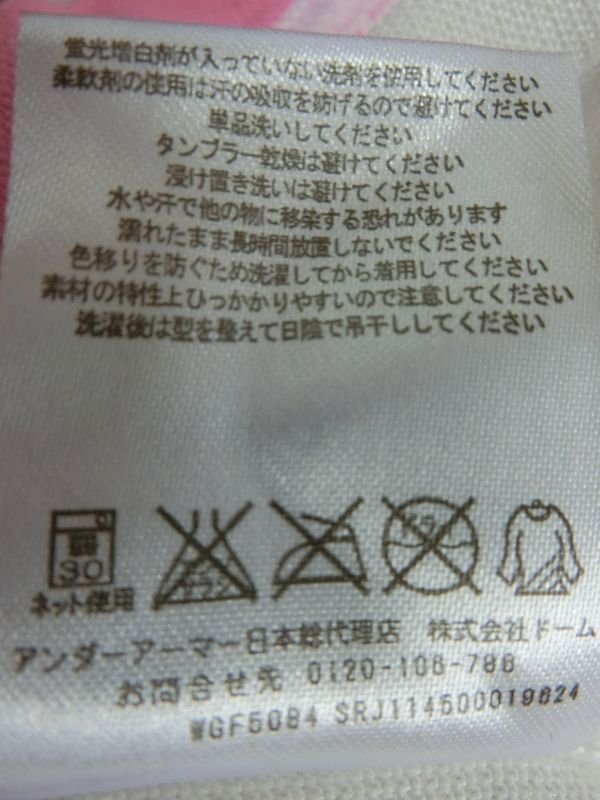 蛍光増白剤が入っていない洗剤を使用してください
柔軟剤の使用は汗の吸収を妨げるので避けてください
単品洗いしてください
タンブラー乾燥は避けてください
浸け置き洗いは避けてください
水や汗で他の物に移染する恐れがあります
濡れたまま長時間放置しないでください
色移りを防ぐため洗濯してから着用してください
素材の特性上ひっかかりやすいので注意してください
洗濯後は型を整えて日陰で吊干ししてください
30
ネット使用
アンダーアーマー日本総代理店 株式会社ドーム
お問合せ先 0120-106-786
WGF5084 SRJ114500019824